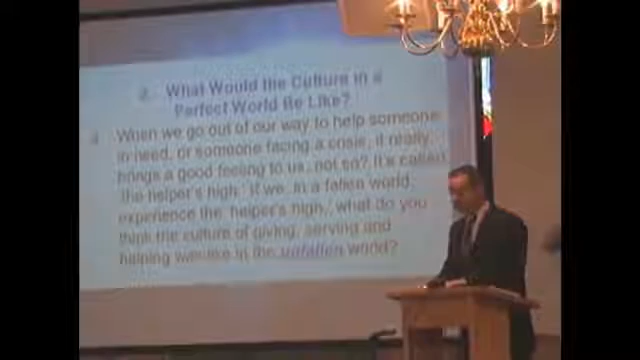 2. What Would the Culture in a
Perfect World Be Like?
When we go out of our way to help someone
in need, or someone facing a crisis, it really
brings a good feeling to us, not so? It's called
'the helper's high.' If we, in a fallen world,
experience the 'helper's high,' what do you
think the culture of giving, serving and
helping was like in the unfallen world?